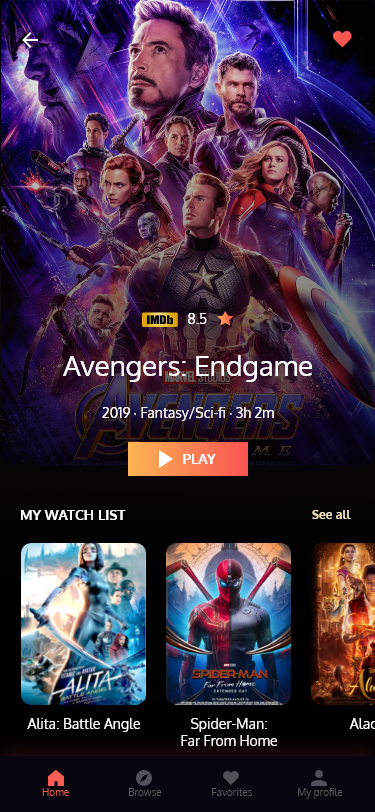 IMDb 8.5
MARVEL STUDIOS
Avengers: Endgame
AVENGERS
2019 · Fantasy/Sci-fi · 3h 2m
PLAY
MY WATCH LIST
See all
ALITA
BATTLE ANGEL
SPIDER-MAN
Far From Home
EXTENDED CUT
Alita: Battle Angle
Spider-Man:
Far From Home
Alad
Home
Browse
Favorites
My profile